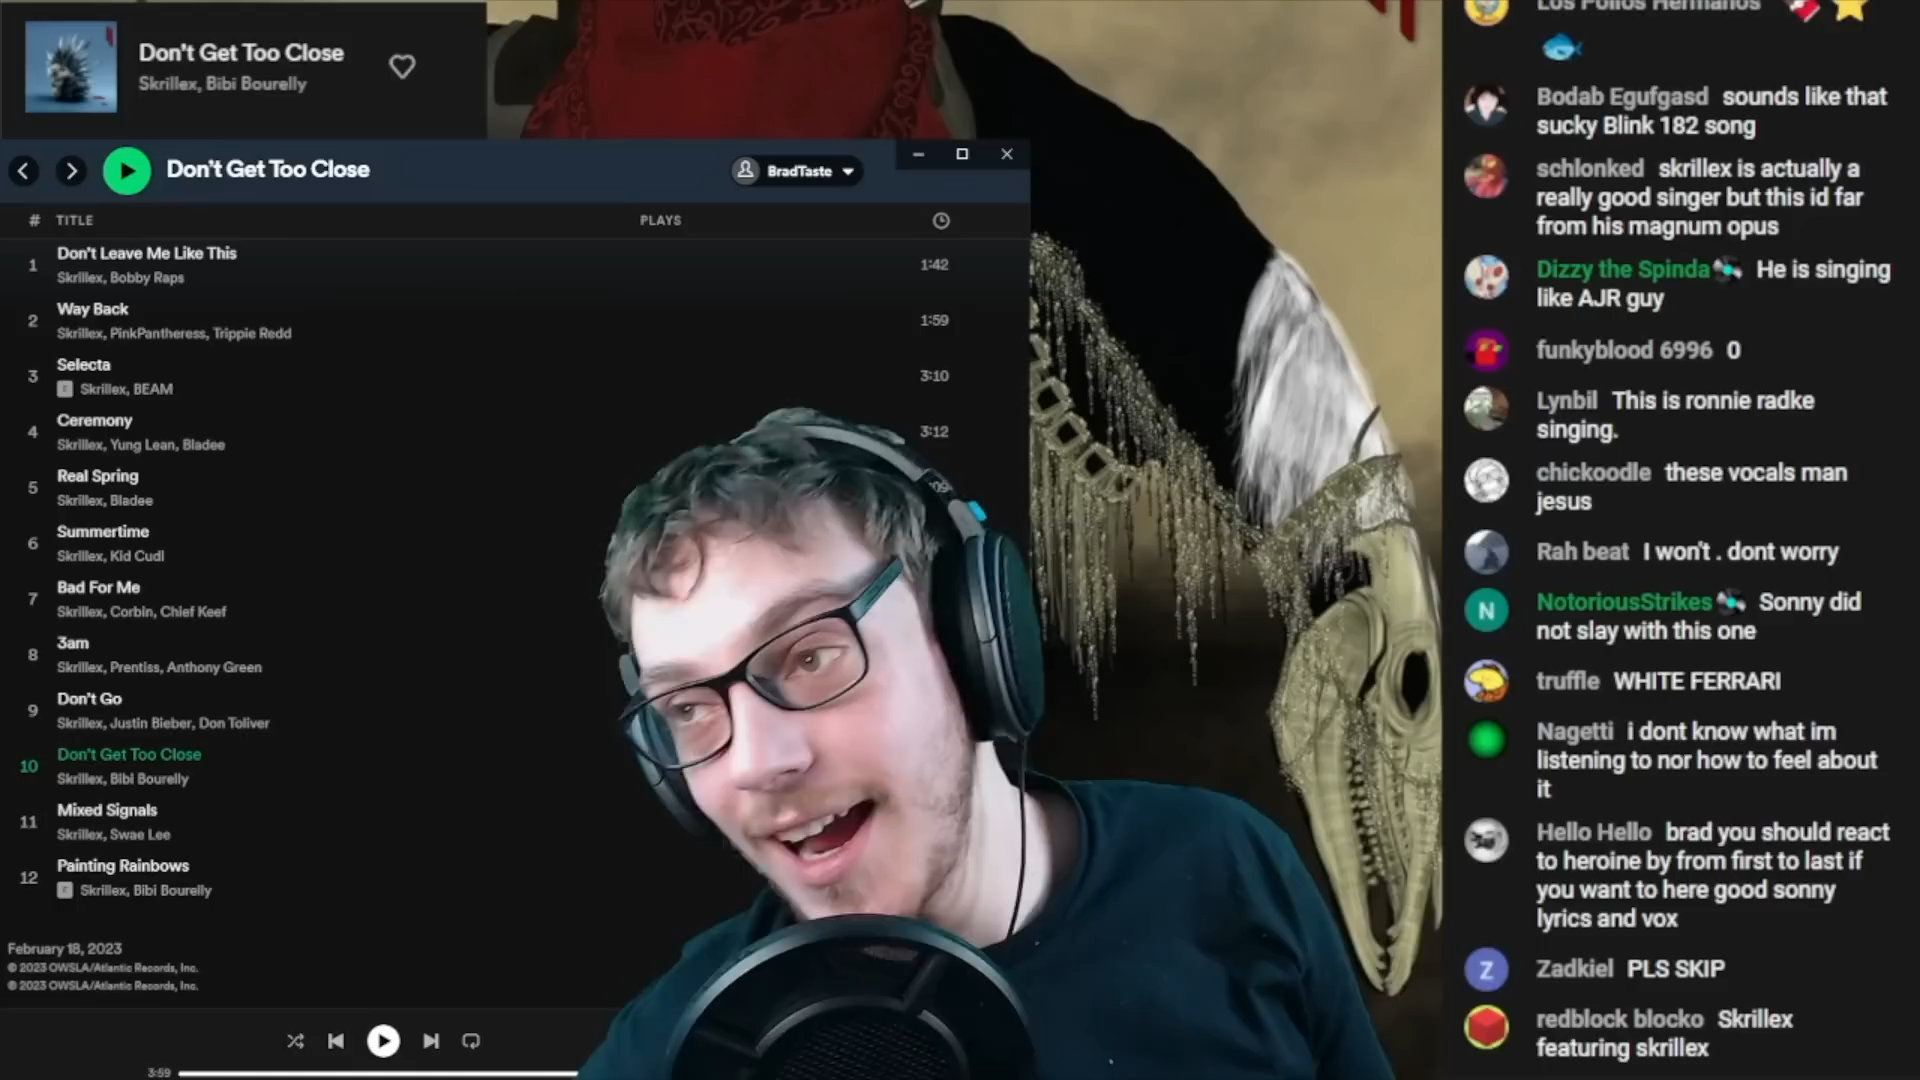 Don't Get Too Close
Skrillex, Bibi Bourelly
Don't Get Too Close
BradTaste
# TITLE PLAYS
1 Don't Leave Me Like This 1:42
Skrillex, Bobby Raps
2 Way Back 1:59
Skrillex, PinkPantheress, Trippie Redd
3 Selecta 3:10
E Skrillex, BEAM
4 Ceremony 3:12
Skrillex, Yung Lean, Bladee
5 Real Spring :09
Skrillex, Bladee
6 Summertime
Skrillex, Kid Cudi
7 Bad For Me
Skrillex, Corbin, Chief Keef
8 3am
Skrillex, Prentiss, Anthony Green
9 Don't Go
Skrillex, Justin Bieber, Don Toliver
10 Don't Get Too Close
Skrillex, Bibi Bourelly
11 Mixed Signals
Skrillex, Swae Lee
12 Painting Rainbows
E Skrillex, Bibi Bourelly
February 18, 2023
© 2023 OWSLA/Atlantic Records, Inc.
℗ 2023 OWSLA/Atlantic Records, Inc.
3:59
Los Pollos Hermanos
Bodab Egufgasd sounds like that
sucky Blink 182 song
schlonked skrillex is actually a
really good singer but this id far
from his magnum opus
Dizzy the Spinda He is singing
like AJR guy
funkyblood 6996 0
Lynbil This is ronnie radke
singing.
chickoodle these vocals man
jesus
Rah beat I won't . dont worry
N NotoriousStrikes Sonny did
not slay with this one
truffle WHITE FERRARI
Nagetti i dont know what im
listening to nor how to feel about
it
Hello Hello brad you should react
to heroine by from first to last if
you want to here good sonny
lyrics and vox
Z Zadkiel PLS SKIP
redblock blocko Skrillex
featuring skrillex